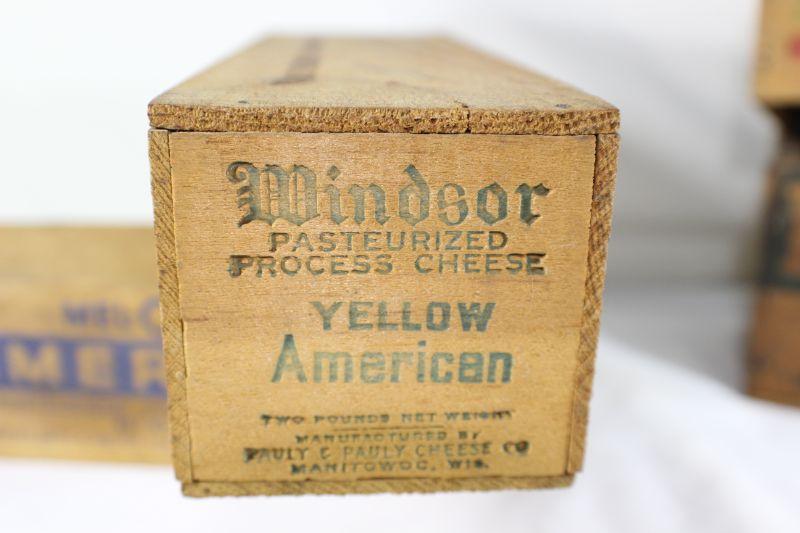 Windsor
PASTEURIZED
PROCESS CHEESE
YELLOW
American
TWO POUNDS NET WEIGHT
MANUFACTURED BY
PAULY & PAULY CHEESE CO
MANITOWOC, WIS.